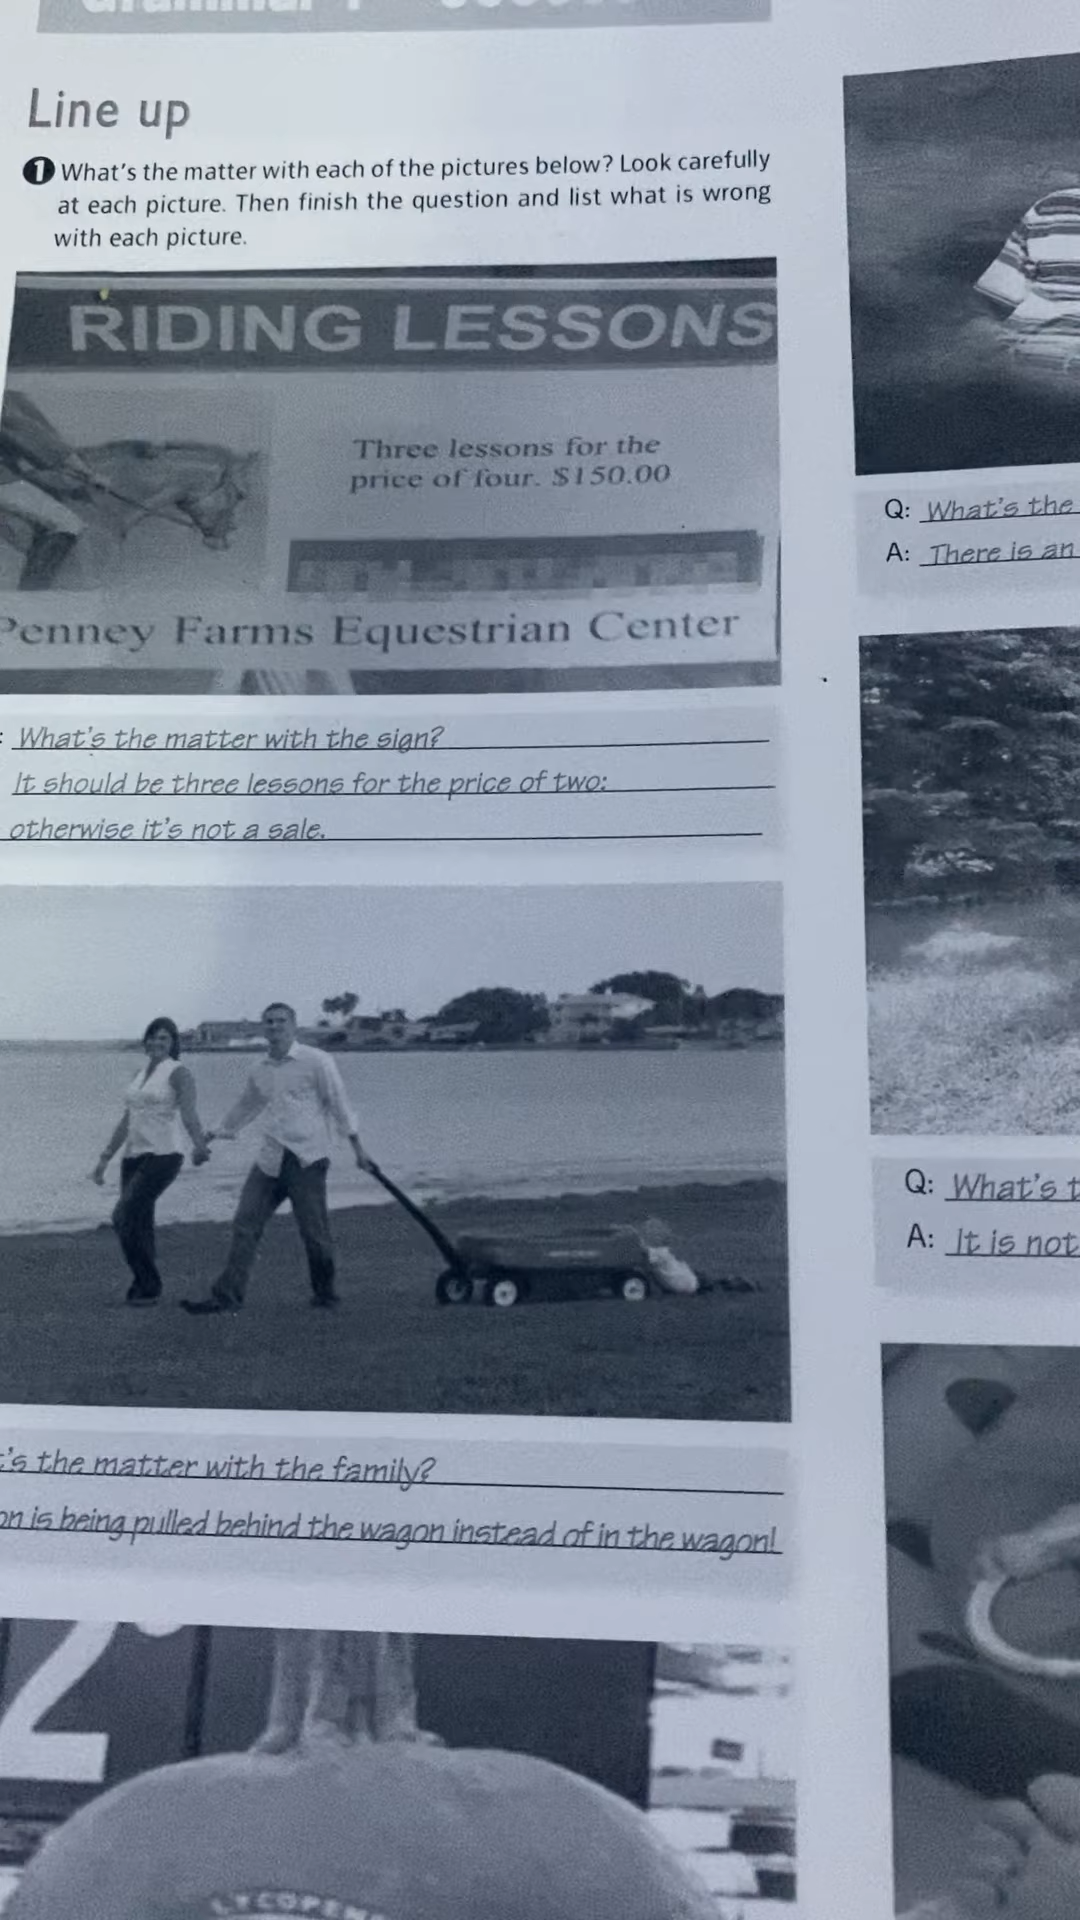 Line up
1 What's the matter with each of the pictures below? Look carefully
at each picture. Then finish the question and list what is wrong
with each picture.
RIDING LESSONS
Three lessons for the
price of four. $150.00
Penney Farms Equestrian Center
What's the matter with the sign?
It should be three lessons for the price of two:
otherwise it's not a sale.
's the matter with the family?
on is being pulled behind the wagon instead of in the wagon!
2
Q: What's the
A: There is an
Q: What's t
A: It is not